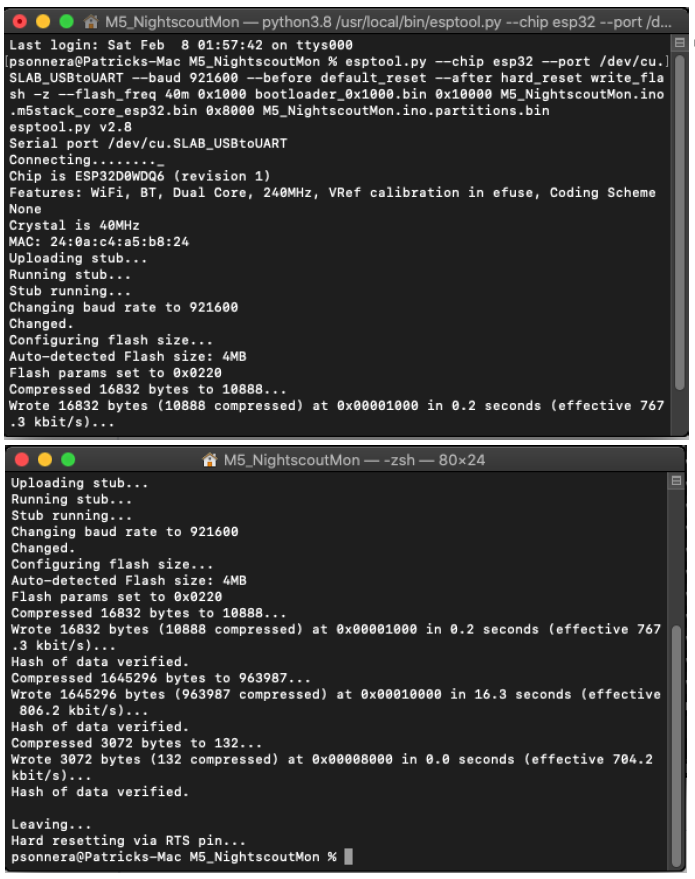 M5_NightscoutMon — python3.8 /usr/local/bin/esptool.py --chip esp32 --port /d...
Last login: Sat Feb  8 01:57:42 on ttys000
[psonnera@Patricks-Mac M5_NightscoutMon % esptool.py --chip esp32 --port /dev/cu.]
SLAB_USBtoUART --baud 921600 --before default_reset --after hard_reset write_fla
sh -z --flash_freq 40m 0x1000 bootloader_0x1000.bin 0x10000 M5_NightscoutMon.ino
.m5stack_core_esp32.bin 0x8000 M5_NightscoutMon.ino.partitions.bin
esptool.py v2.8
Serial port /dev/cu.SLAB_USBtoUART
Connecting........_
Chip is ESP32D0WDQ6 (revision 1)
Features: WiFi, BT, Dual Core, 240MHz, VRef calibration in efuse, Coding Scheme
None
Crystal is 40MHz
MAC: 24:0a:c4:a5:b8:24
Uploading stub...
Running stub...
Stub running...
Changing baud rate to 921600
Changed.
Configuring flash size...
Auto-detected Flash size: 4MB
Flash params set to 0x0220
Compressed 16832 bytes to 10888...
Wrote 16832 bytes (10888 compressed) at 0x00001000 in 0.2 seconds (effective 767
.3 kbit/s)...
M5_NightscoutMon — -zsh — 80×24
Uploading stub...
Running stub...
Stub running...
Changing baud rate to 921600
Changed.
Configuring flash size...
Auto-detected Flash size: 4MB
Flash params set to 0x0220
Compressed 16832 bytes to 10888...
Wrote 16832 bytes (10888 compressed) at 0x00001000 in 0.2 seconds (effective 767
.3 kbit/s)...
Hash of data verified.
Compressed 1645296 bytes to 963987...
Wrote 1645296 bytes (963987 compressed) at 0x00010000 in 16.3 seconds (effective
 806.2 kbit/s)...
Hash of data verified.
Compressed 3072 bytes to 132...
Wrote 3072 bytes (132 compressed) at 0x00008000 in 0.0 seconds (effective 704.2
kbit/s)...
Hash of data verified.

Leaving...
Hard resetting via RTS pin...
psonnera@Patricks-Mac M5_NightscoutMon %